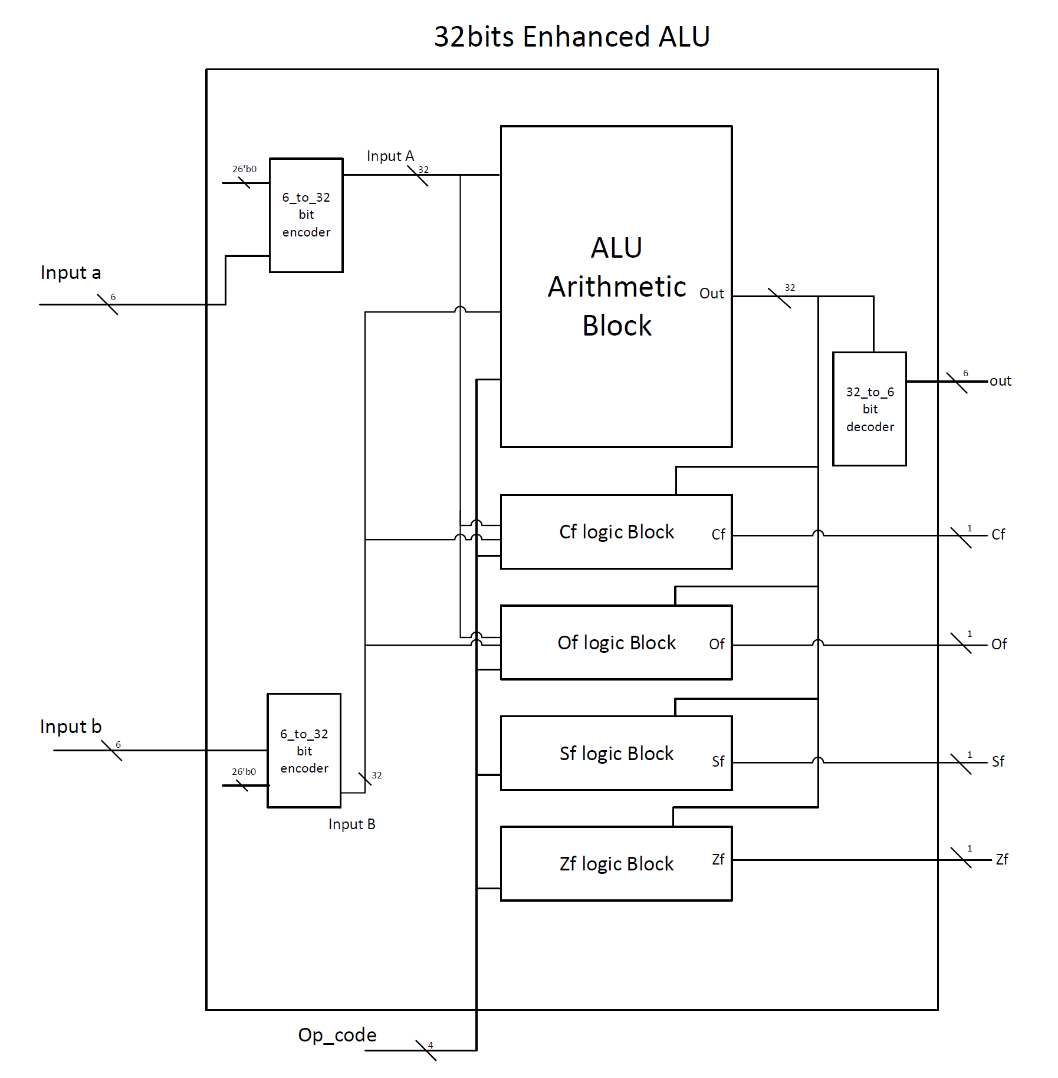 32bits Enhanced ALU
Input A
32
26'b0
6_to_32
bit
encoder
Input a
6
ALU
Arithmetic
Block
Out
32
32_to_6
bit
decoder
6
out
Cf logic Block
Cf
1
Cf
Of logic Block
Of
1
Of
Input b
6
6_to_32
bit
encoder
26'b0
32
Input B
Sf logic Block
Sf
1
Sf
Zf logic Block
Zf
1
Zf
Op_code
4